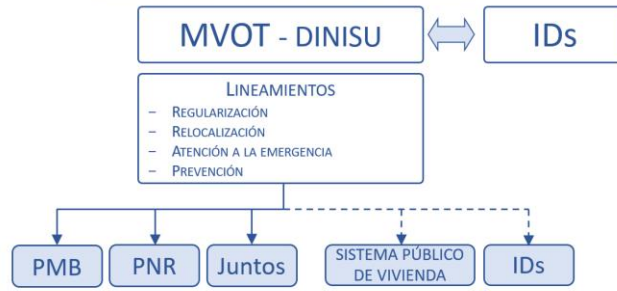 MVOT - DINISU
IDs
LINEAMIENTOS
– REGULARIZACIÓN
– RELOCALIZACIÓN
– ATENCIÓN A LA EMERGENCIA
– PREVENCIÓN
PMB
PNR
Juntos
SISTEMA PÚBLICO
DE VIVIENDA
IDs